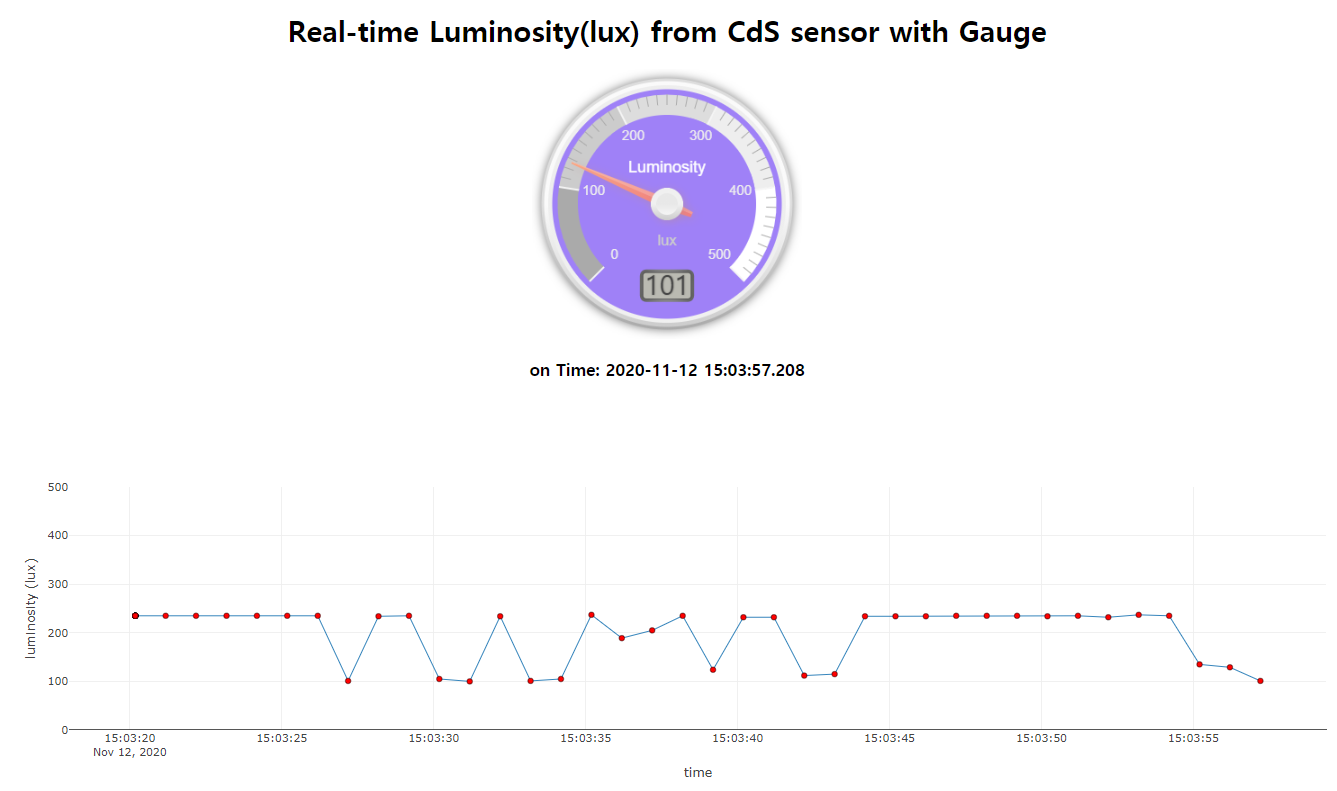 Real-time Luminosity(lux) from CdS sensor with Gauge
200 300
Luminosity
100 400
lux
0 500
101
on Time: 2020-11-12 15:03:57.208
500
400
300
200
100
0
luminosity (lux)
15:03:20 15:03:25 15:03:30 15:03:35 15:03:40 15:03:45 15:03:50 15:03:55
Nov 12, 2020
time